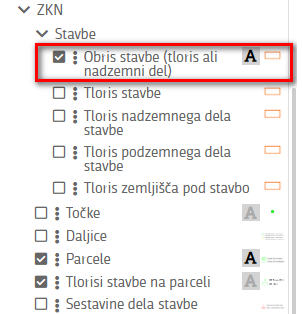 ZKN
Stavbe
Obris stavbe (tloris ali
nadzemni del)
A
Tloris stavbe
Tloris nadzemnega dela
stavbe
Tloris podzemnega dela
stavbe
Tloris zemljišča pod stavbo
Točke
A
Daljice
Parcele
A
Tlorisi stavbe na parceli
A
Sestavine dela stavbe